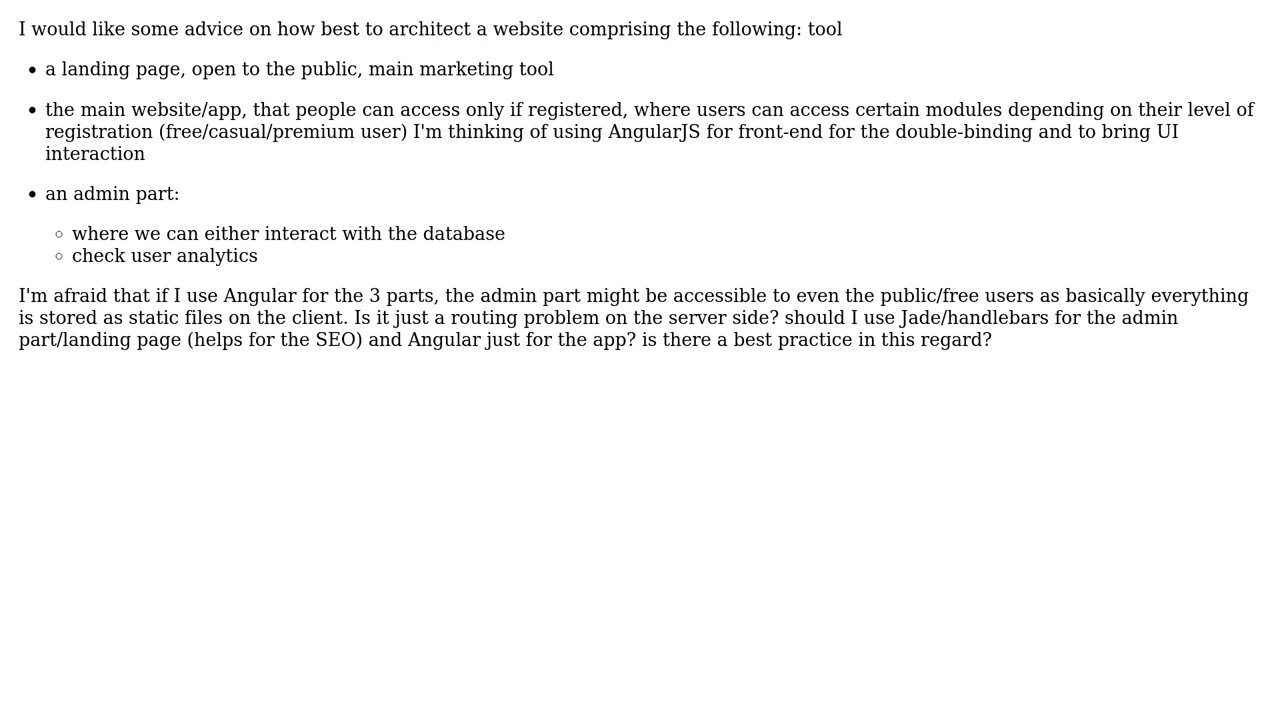 I would like some advice on how best to architect a website comprising the following: tool
a landing page, open to the public, main marketing tool
the main website/app, that people can access only if registered, where users can access certain modules depending on their level of
registration (free/casual/premium user) I'm thinking of using AngularJS for front-end for the double-binding and to bring UI
interaction
an admin part:
where we can either interact with the database
check user analytics
I'm afraid that if I use Angular for the 3 parts, the admin part might be accessible to even the public/free users as basically everything
is stored as static files on the client. Is it just a routing problem on the server side? should I use Jade/handlebars for the admin
part/landing page (helps for the SEO) and Angular just for the app? is there a best practice in this regard?